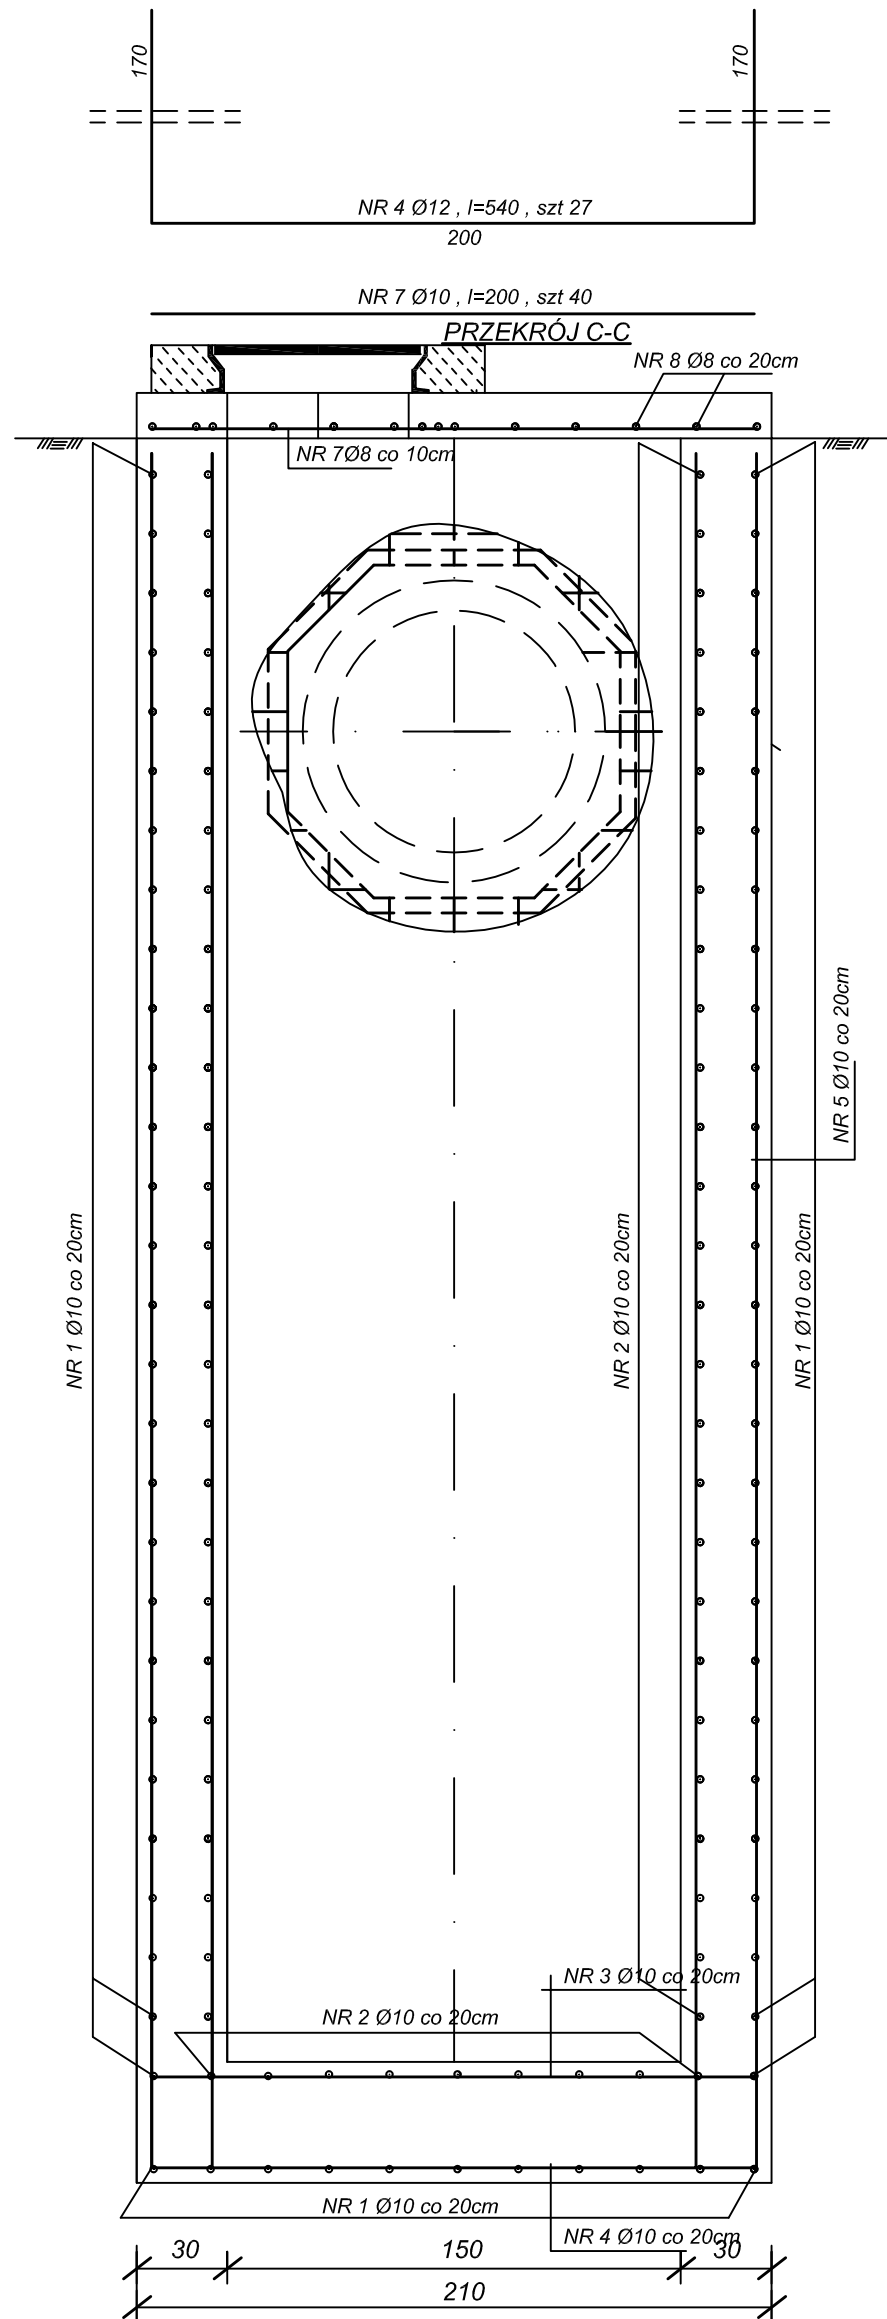 170
170
NR 4 Ø12 , l=540 , szt 27
200
NR 7 Ø10 , l=200 , szt 40
PRZEKRÓJ C-C
NR 8 Ø8 co 20cm
NR 7Ø8 co 10cm
NR 5 Ø10 co 20cm
NR 1 Ø10 co 20cm
NR 2 Ø10 co 20cm
NR 1 Ø10 co 20cm
NR 3 Ø10 co 20cm
NR 2 Ø10 co 20cm
NR 1 Ø10 co 20cm
NR 4 Ø10 co 20cm
30
150
30
210